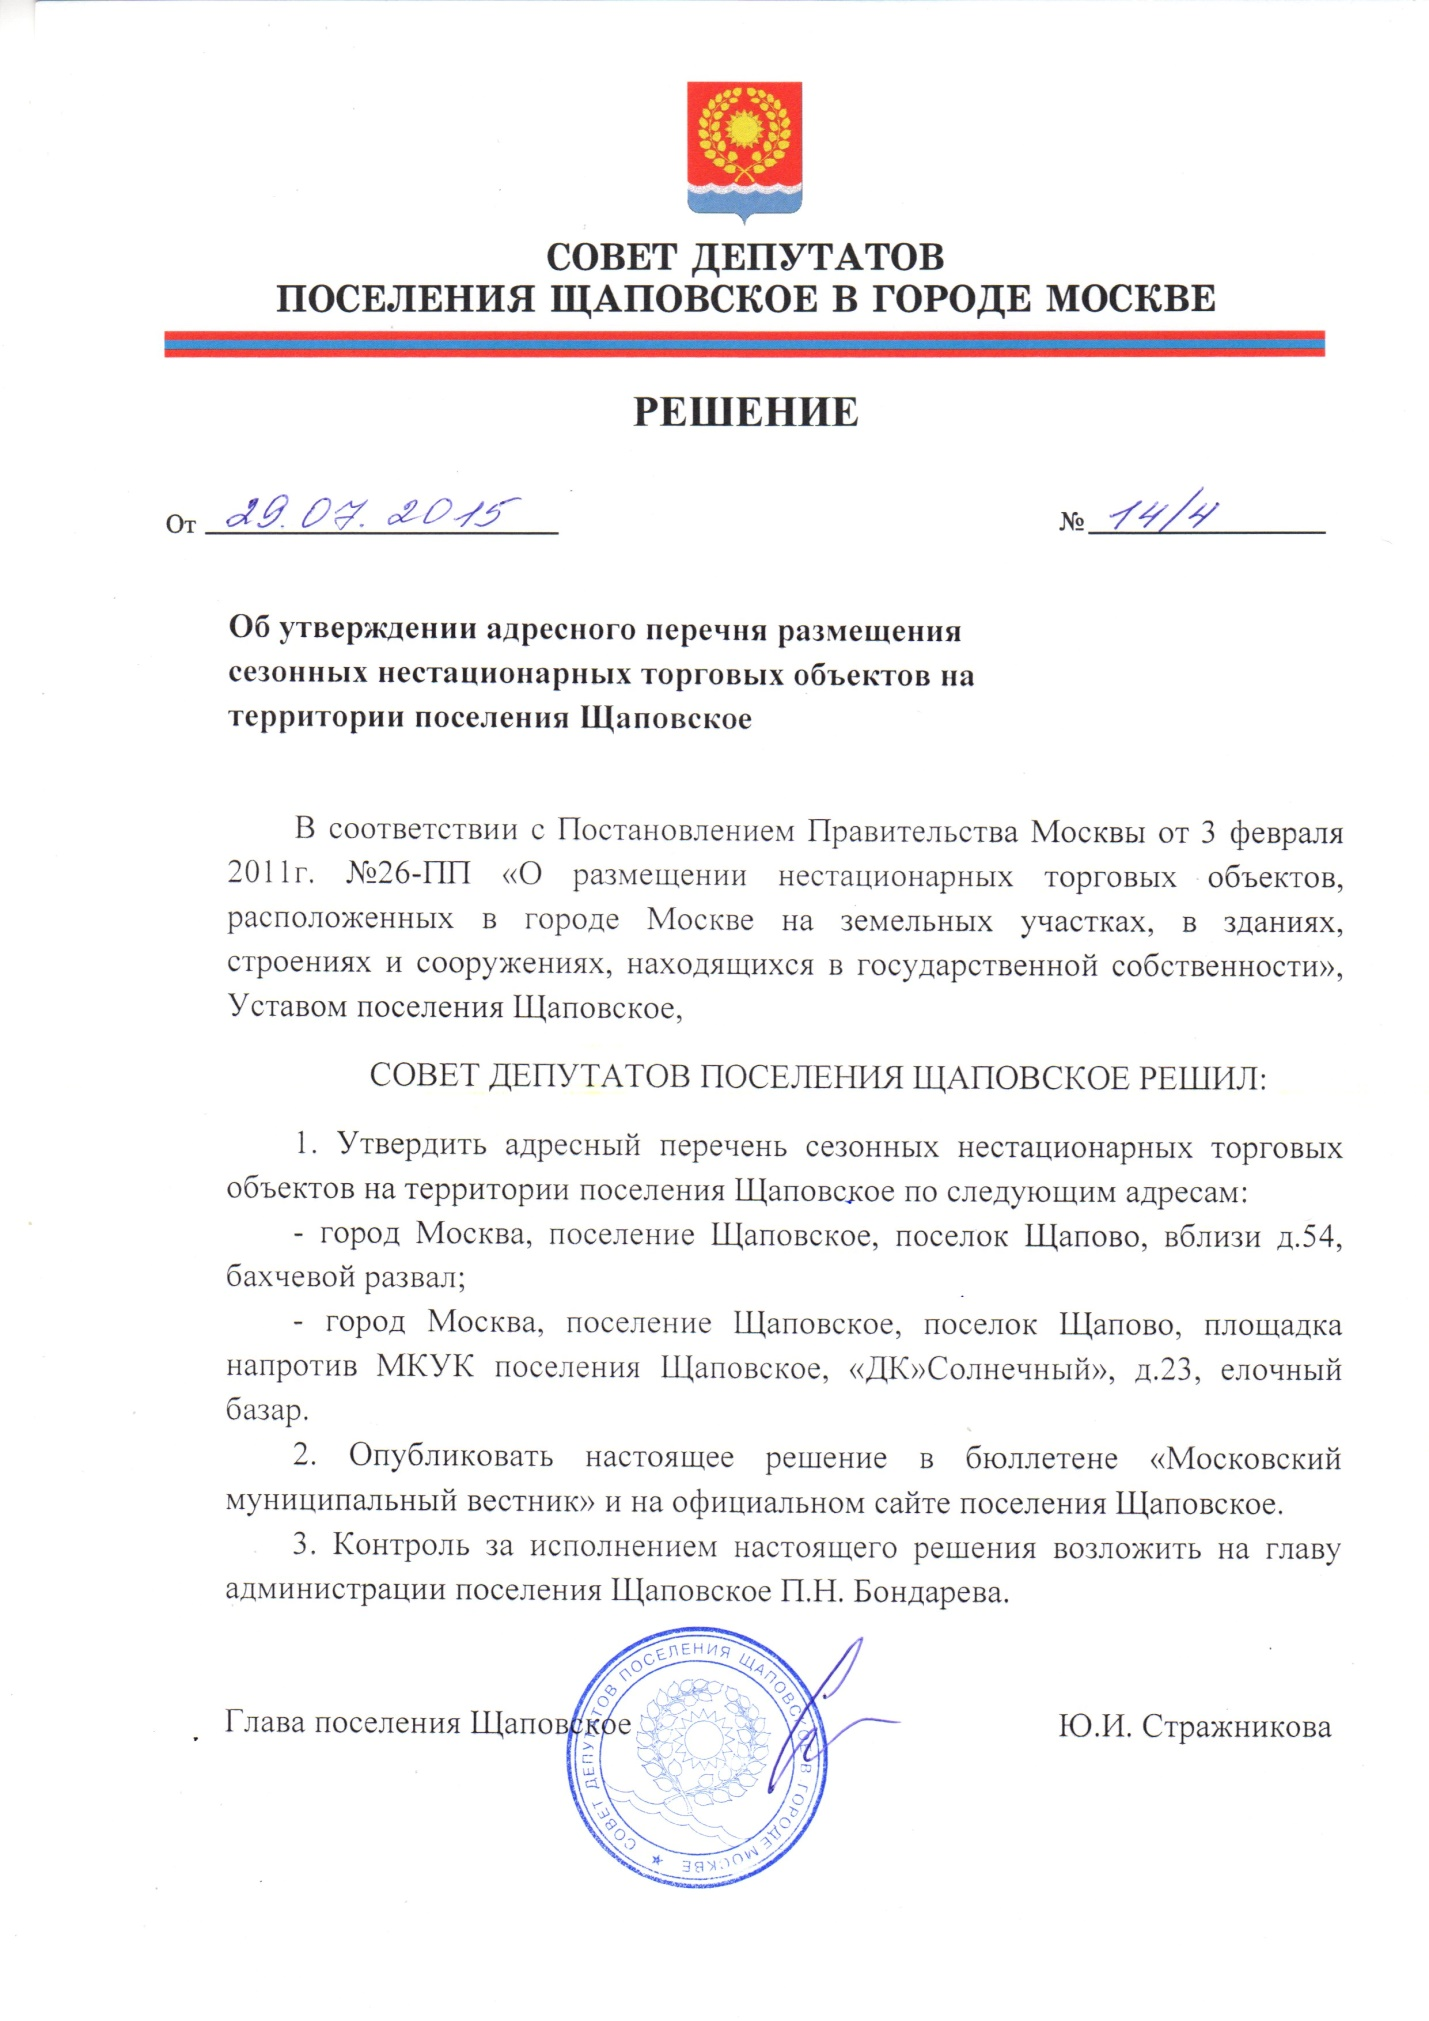 СОВЕТ ДЕПУТАТОВ
ПОСЕЛЕНИЯ ЩАПОВСКОЕ В ГОРОДЕ МОСКВЕ
РЕШЕНИЕ
От 29.07.2015 № 14/4
Об утверждении адресного перечня размещения
сезонных нестационарных торговых объектов на
территории поселения Щаповское
В соответствии с Постановлением Правительства Москвы от 3 февраля
2011г. №26-ПП «О размещении нестационарных торговых объектов,
расположенных в городе Москве на земельных участках, в зданиях,
строениях и сооружениях, находящихся в государственной собственности»,
Уставом поселения Щаповское,
СОВЕТ ДЕПУТАТОВ ПОСЕЛЕНИЯ ЩАПОВСКОЕ РЕШИЛ:
1. Утвердить адресный перечень сезонных нестационарных торговых
объектов на территории поселения Щаповское по следующим адресам:
- город Москва, поселение Щаповское, поселок Щапово, вблизи д.54,
бахчевой развал;
- город Москва, поселение Щаповское, поселок Щапово, площадка
напротив МКУК поселения Щаповское, «ДК»Солнечный», д.23, елочный
базар.
2. Опубликовать настоящее решение в бюллетене «Московский
муниципальный вестник» и на официальном сайте поселения Щаповское.
3. Контроль за исполнением настоящего решения возложить на главу
администрации поселения Щаповское П.Н. Бондарева.
Глава поселения Щаповское Ю.И. Стражникова
СОВЕТ ДЕПУТАТОВ ПОСЕЛЕНИЯ ЩАПОВСКОЕ В ГОРОДЕ МОСКВЕ